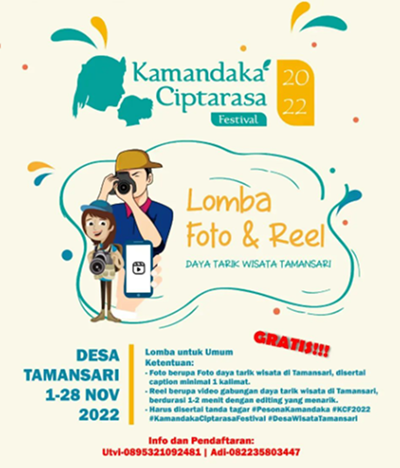 Kamandaka
Ciptarasa
Festival
20
22
Lomba
Foto & Reel
DAYA TARIK WISATA TAMANSARI
GRATIS!!!
DESA
TAMANSARI
1-28 NOV
2022
Lomba untuk Umum
Ketentuan:
- Foto berupa Foto daya tarik wisata di Tamansari, disertai
caption minimal 1 kalimat.
- Reel berupa video gabungan daya tarik wisata di Tamansari,
berdurasi 1-2 menit dengan editing yang menarik.
- Harus disertai tanda tagar #PesonaKamandaka #KCF2022
#KamandakaCiptarasaFestival #DesaWisataTamansari
Info dan Pendaftaran:
Utvi-0895321092481 | Adi-082235803447